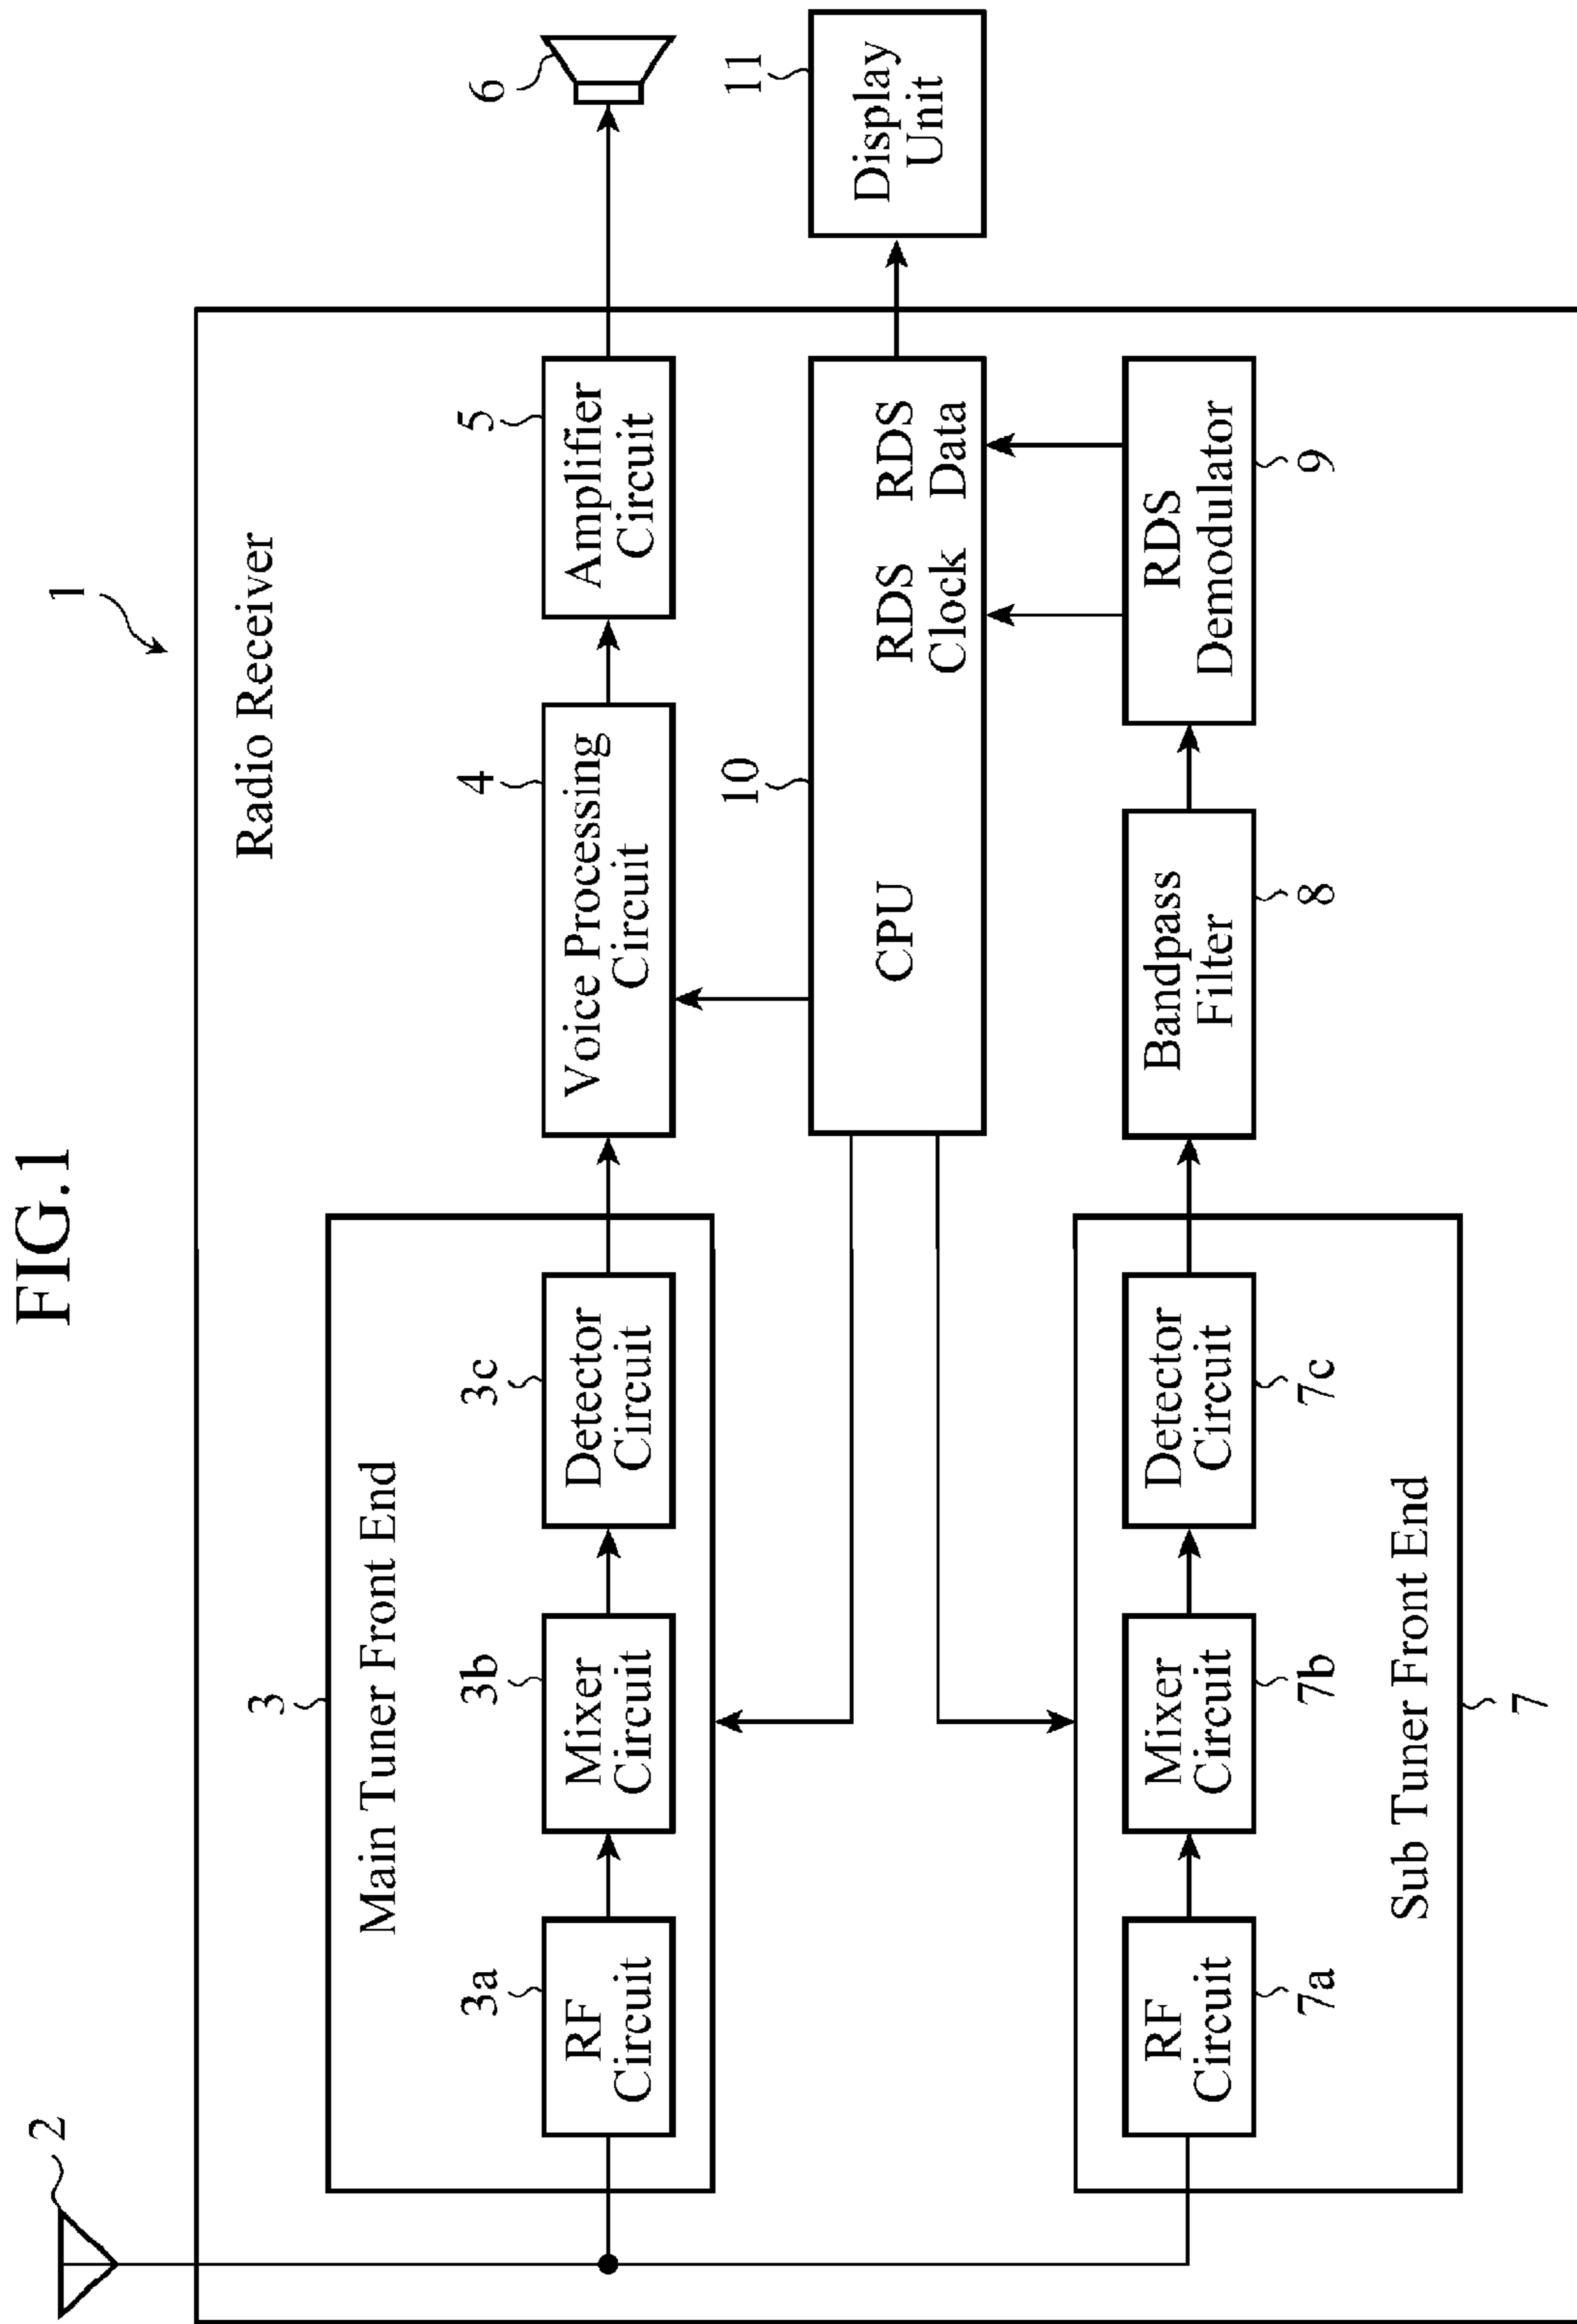 FIG.1
1
2
Radio Receiver
3
Main Tuner Front End
3a
3b
3c
4
5
6
RF
Circuit
Mixer
Circuit
Detector
Circuit
Voice Processing
Circuit
Amplifier
Circuit
10
11
CPU
RDS
Clock
RDS
Data
Display
Unit
RF
Circuit
Mixer
Circuit
Detector
Circuit
Bandpass
Filter
RDS
Demodulator
7a
7b
7c
8
9
Sub Tuner Front End
7